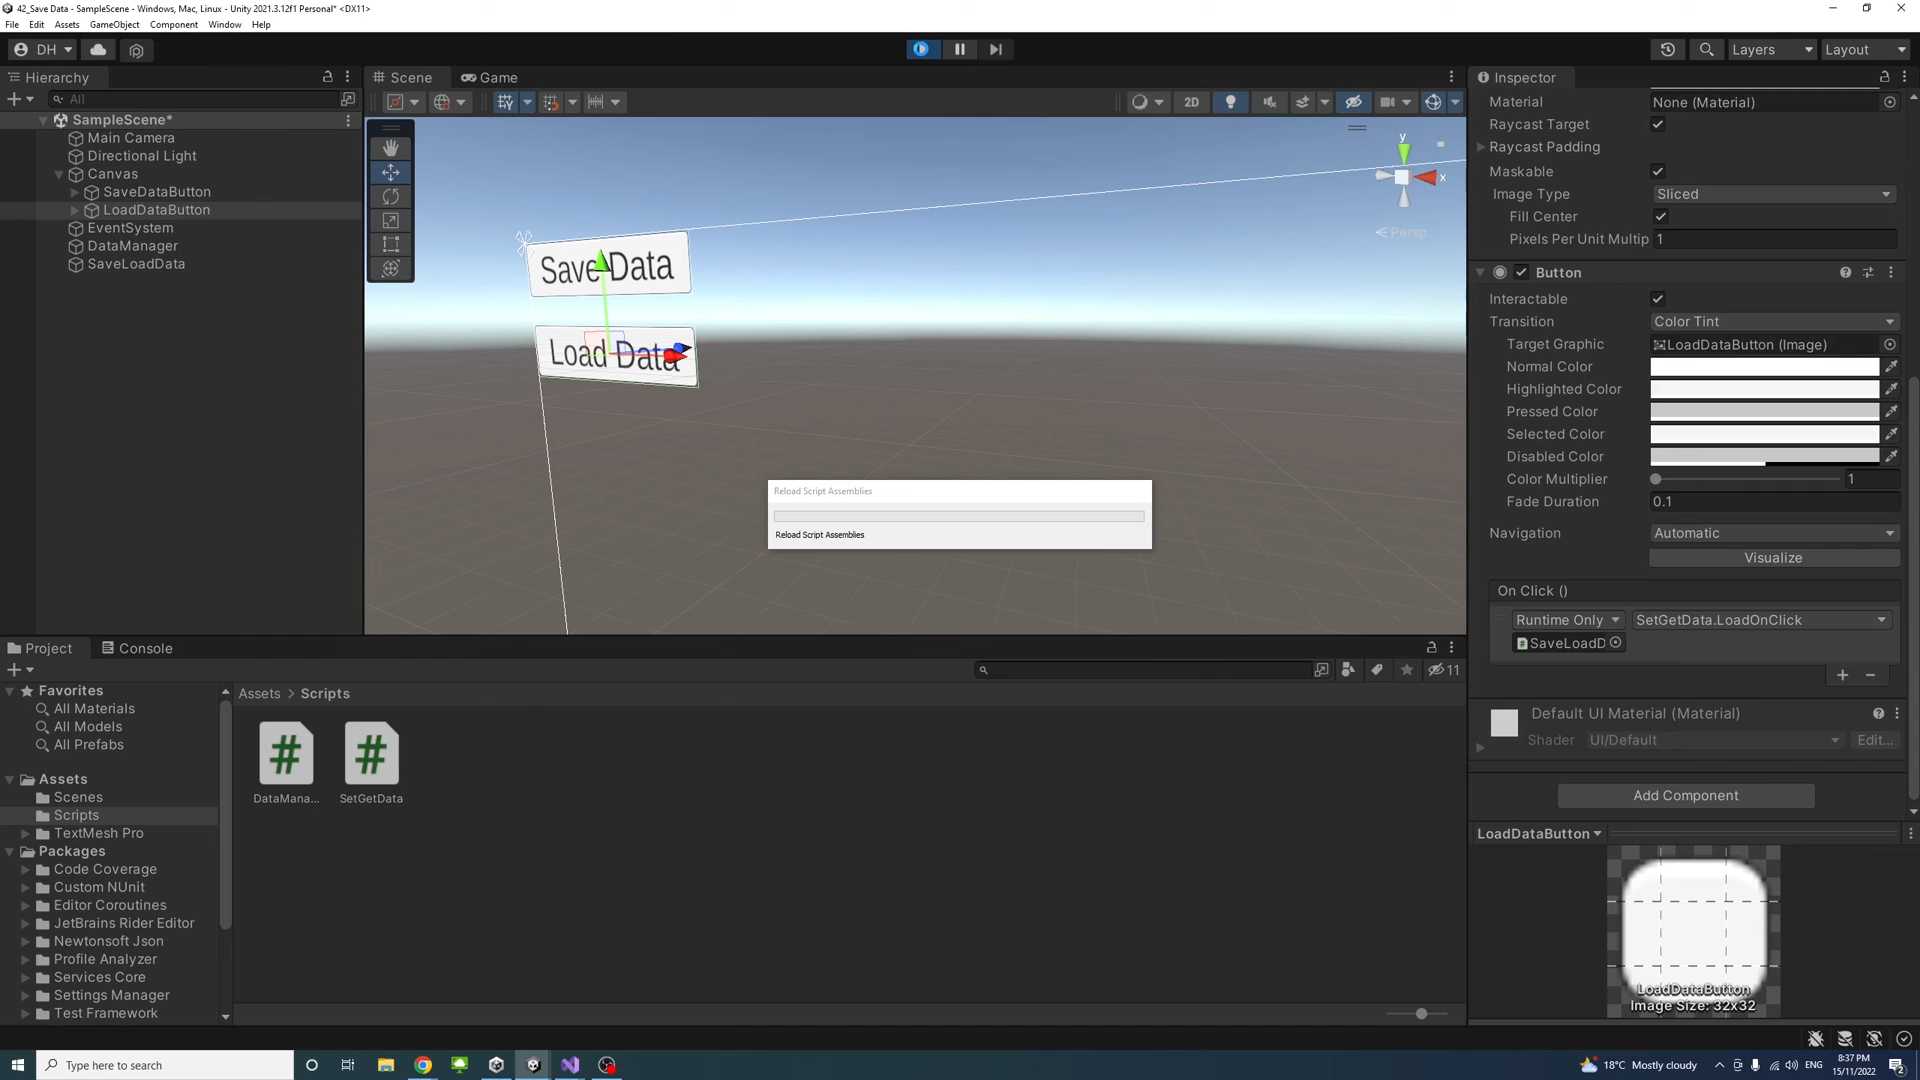 42_Save Data - SampleScene - Windows, Mac, Linux - Unity 2021.3.12f1 Personal* <DX11>
File Edit Assets GameObject Component Window Help
DH
Layers
Layout
Hierarchy
All
SampleScene*
Main Camera
Directional Light
Canvas
SaveDataButton
LoadDataButton
EventSystem
DataManager
SaveLoadData
Scene
Game
2D
y
x
Persp
Save Data
Load Data
Reload Script Assemblies
Reload Script Assemblies
Inspector
Material
None (Material)
Raycast Target
Raycast Padding
Maskable
Image Type
Sliced
Fill Center
Pixels Per Unit Multip
1
Button
Interactable
Transition
Color Tint
Target Graphic
LoadDataButton (Image)
Normal Color
Highlighted Color
Pressed Color
Selected Color
Disabled Color
Color Multiplier
1
Fade Duration
0.1
Navigation
Automatic
Visualize
On Click ()
Runtime Only
SetGetData.LoadOnClick
SaveLoadD
Default UI Material (Material)
Shader
UI/Default
Edit...
Add Component
LoadDataButton
LoadDataButton
Image Size: 32x32
Project
Console
11
Favorites
All Materials
All Models
All Prefabs
Assets
Scenes
Scripts
TextMesh Pro
Packages
Code Coverage
Custom NUnit
Editor Coroutines
JetBrains Rider Editor
Newtonsoft Json
Profile Analyzer
Services Core
Settings Manager
Test Framework
Assets > Scripts
DataMana...
SetGetData
Type here to search
18°C Mostly cloudy
ENG
8:37 PM
15/11/2022
2